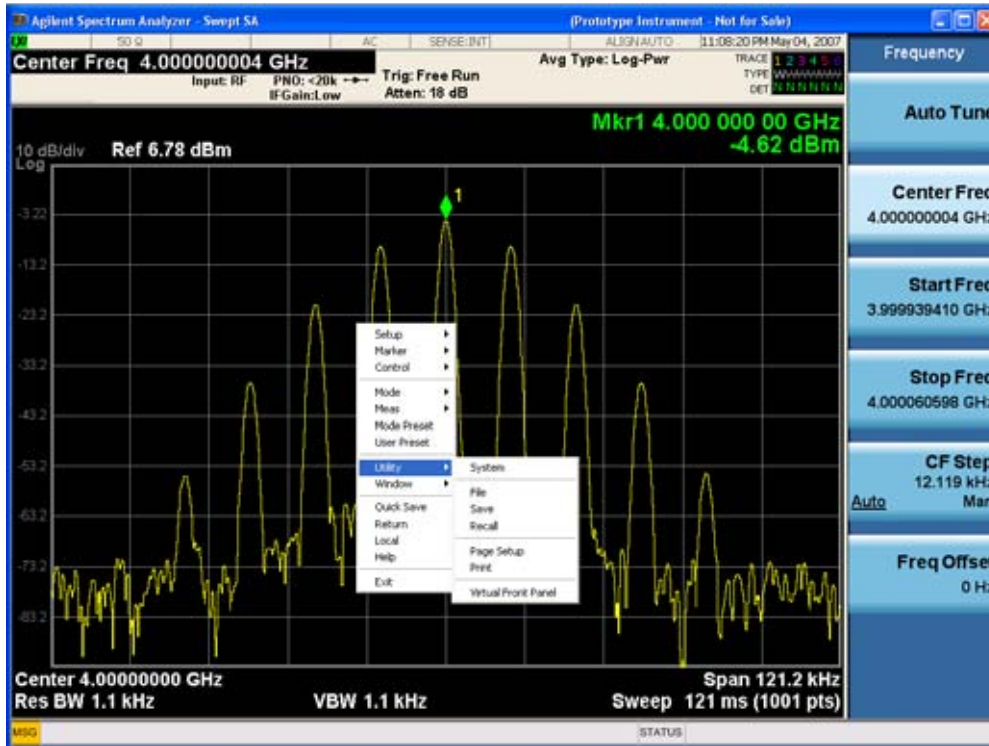 Agilent Spectrum Analyzer - Swept SA (Prototype Instrument - Not for Sale)
50 Ω AC SENSE:INT ALIGNAUTO 11:08:20 PM May 04, 2007
Center Freq 4.000000004 GHz
Input: RF PNO: <20k IFGain:Low
Trig: Free Run
Atten: 18 dB
Avg Type: Log-Pwr
TRACE 1 2 3 4 5 6
TYPE
DET N N N N N N
Mkr1 4.000 000 00 GHz
-4.62 dBm
10 dB/div Ref 6.78 dBm
Log
1
-3.22
-13.2
-23.2
-33.2
-43.2
-53.2
-63.2
-73.2
-83.2
Setup
Marker
Control
Mode
Meas
Mode Preset
User Preset
Utility
Window
Quick Save
Return
Local
Help
Exit
System
File
Save
Recall
Page Setup
Print
Virtual Front Panel
Center 4.00000000 GHz Span 121.2 kHz
Res BW 1.1 kHz VBW 1.1 kHz Sweep 121 ms (1001 pts)
MSG STATUS
Frequency
Auto Tune
Center Freq
4.000000004 GHz
Start Freq
3.999939410 GHz
Stop Freq
4.000060598 GHz
CF Step
12.119 kHz
Auto Man
Freq Offset
0 Hz